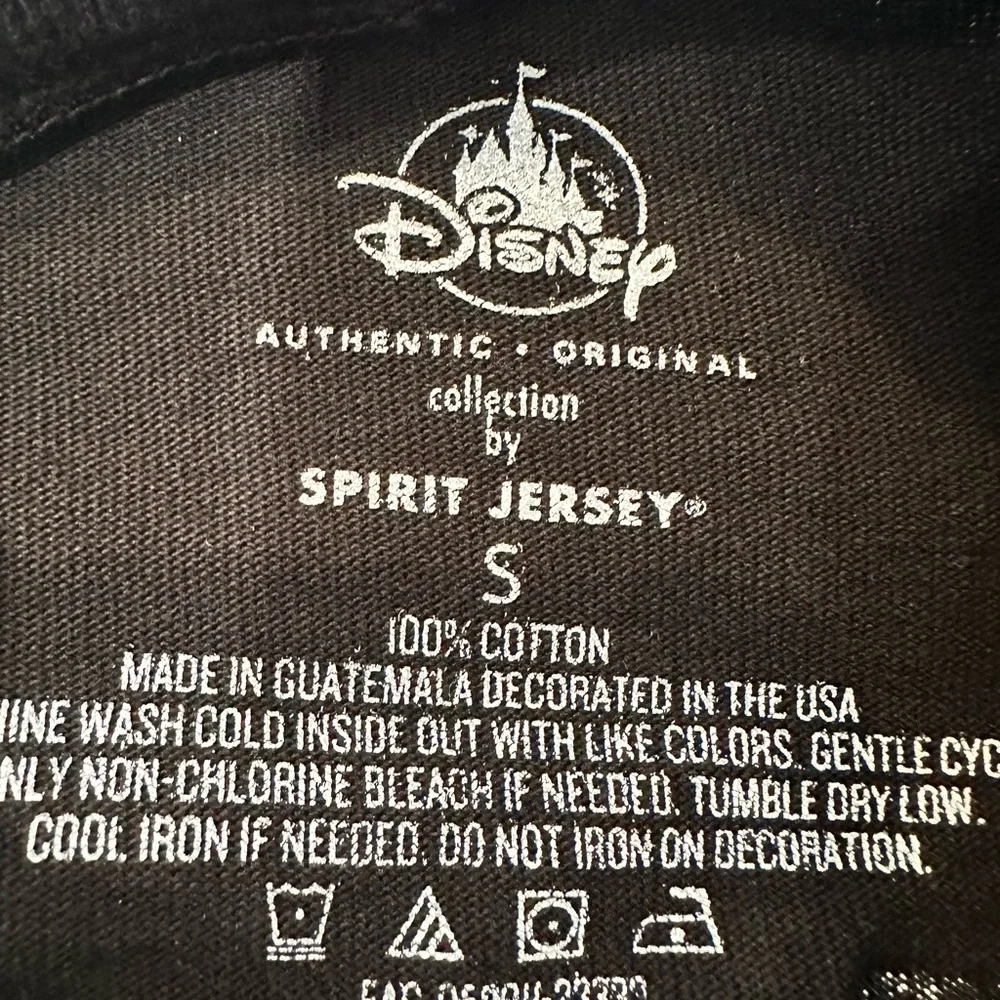 Disney
AUTHENTIC • ORIGINAL
collection
by
SPIRIT JERSEY®
S
100% COTTON
MADE IN GUATEMALA DECORATED IN THE USA
INE WASH COLD INSIDE OUT WITH LIKE COLORS. GENTLE CYC
NLY NON-CHLORINE BLEACH IF NEEDED. TUMBLE DRY LOW.
COOL IRON IF NEEDED. DO NOT IRON ON DECORATION.